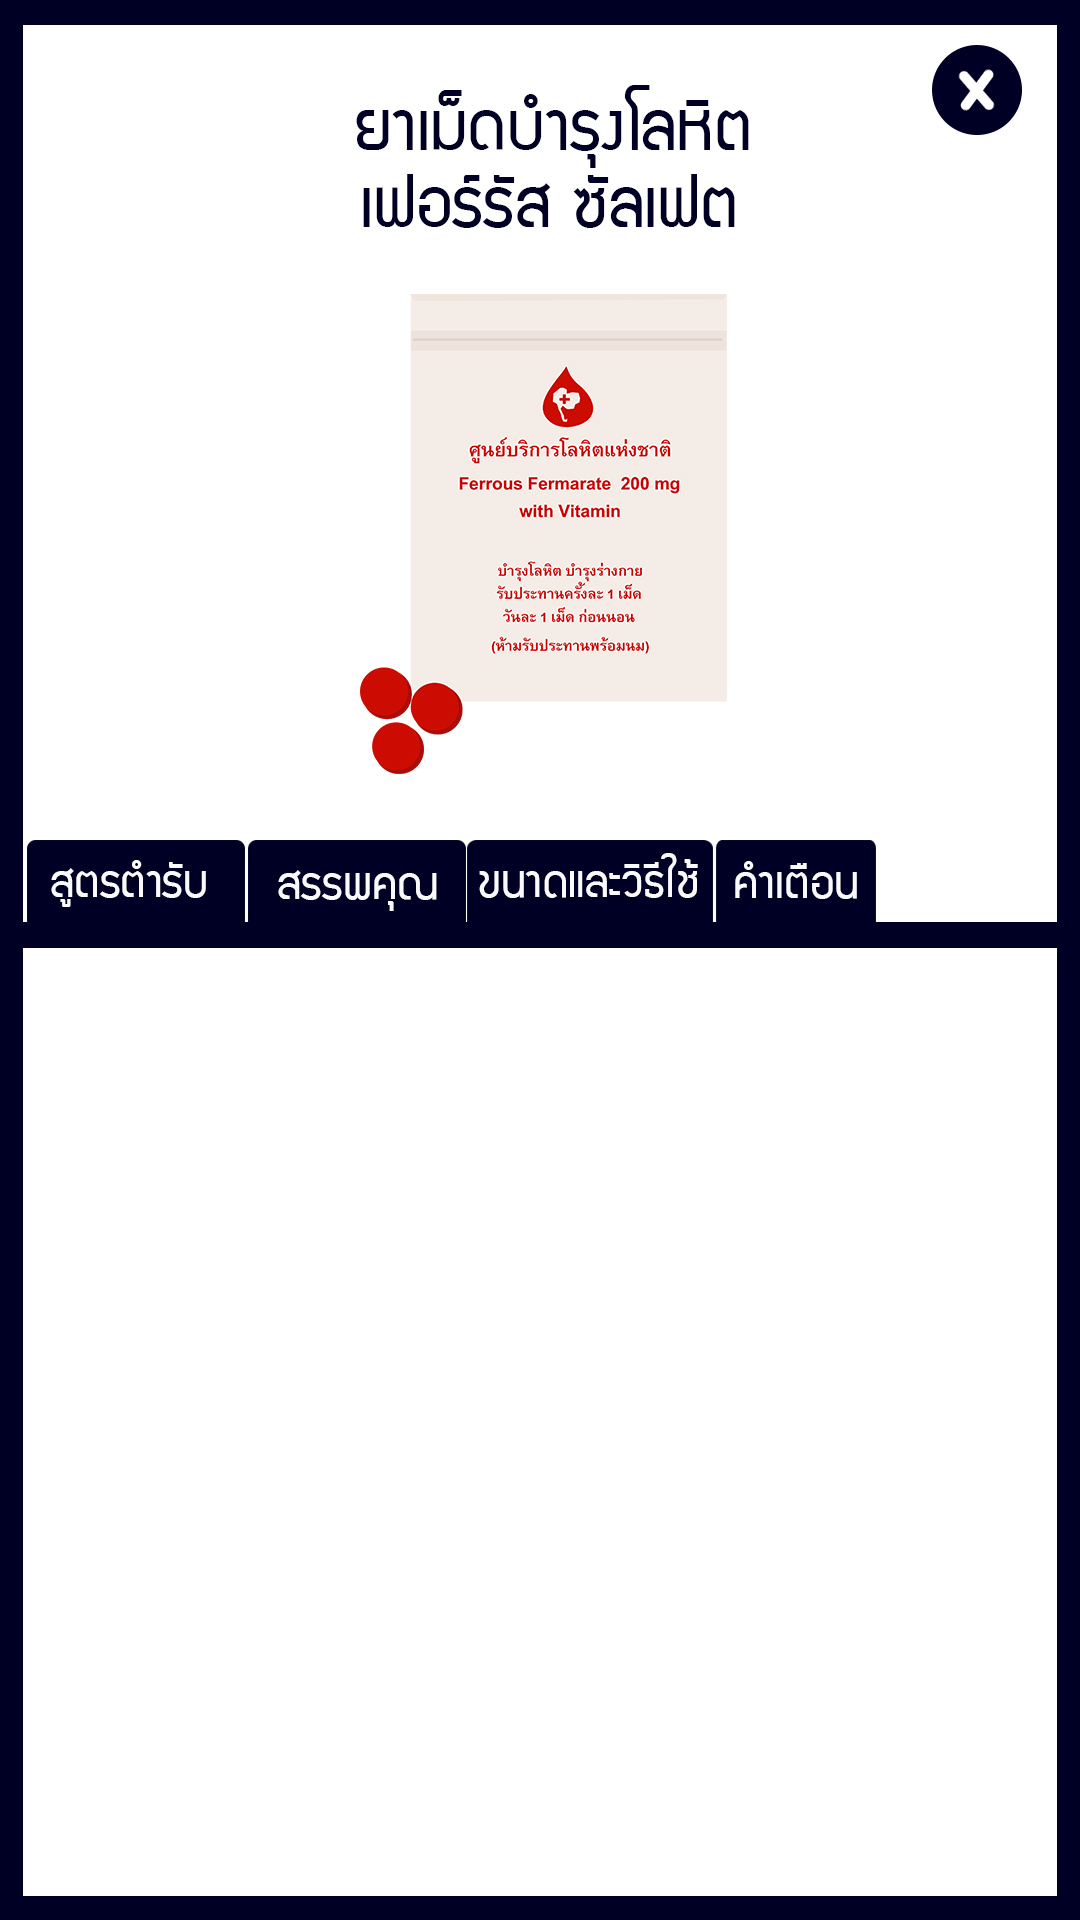 X
ยาเม็ดบำรุงโลหิต
เฟอร์รัส ซัลเฟต
ศูนย์บริการโลหิตแห่งชาติ
Ferrous Fermarate 200 mg
with Vitamin
บำรุงโลหิต บำรุงร่างกาย
รับประทานครั้งละ 1 เม็ด
วันละ 1 เม็ด ก่อนนอน
(ห้ามรับประทานพร้อมนม)
สูตรตำรับ สรรพคุณ ขนาดและวิธีใช้ คำเตือน